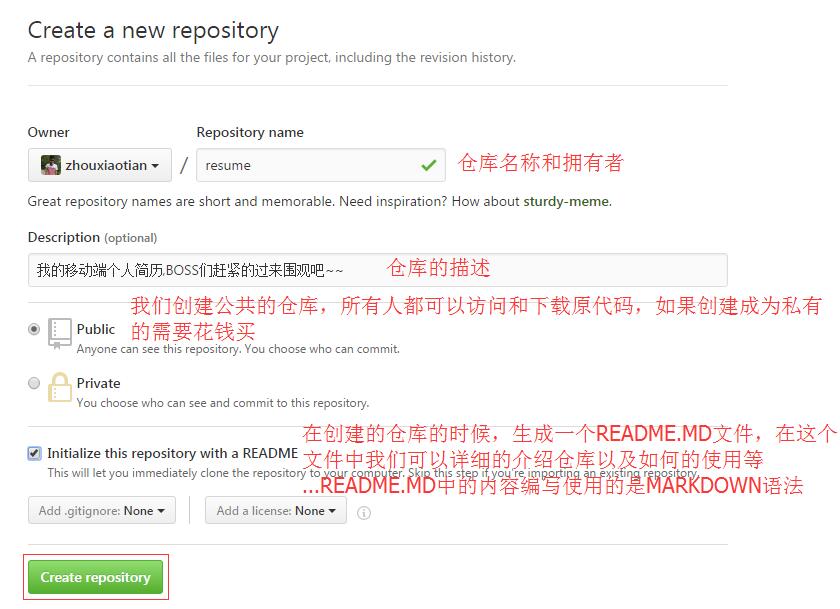 Create a new repository
A repository contains all the files for your project, including the revision history.
Owner
Repository name
zhouxiaotian
/
resume
仓库名称和拥有者
Great repository names are short and memorable. Need inspiration? How about sturdy-meme.
Description (optional)
我的移动端个人简历,BOSS们赶紧的过来围观吧~~
仓库的描述
我们创建公共的仓库，所有人都可以访问和下载原代码，如果创建成为私有
的需要花钱买
Public
Anyone can see this repository. You choose who can commit.
Private
You choose who can see and commit to this repository.
在创建的仓库的时候，生成一个README.MD文件，在这个
文件中我们可以详细的介绍仓库以及如何的使用等
...README.MD中的内容编写使用的是MARKDOWN语法
Initialize this repository with a README
This will let you immediately clone the repository to your computer. Skip this step if you're importing an existing repository.
Add .gitignore: None
Add a license: None
Create repository